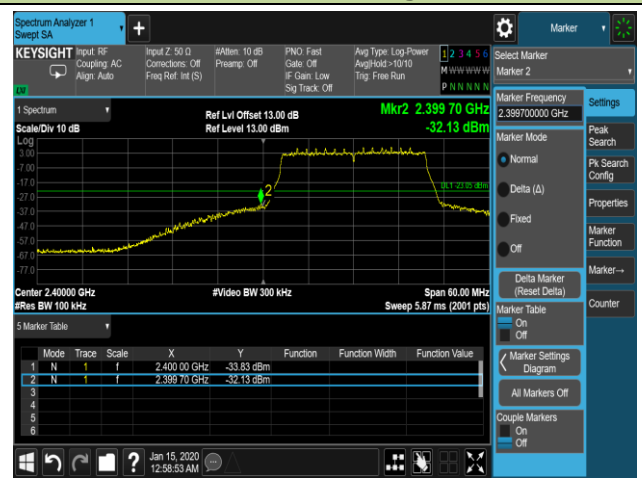 Spectrum Analyzer 1
Swept SA
Marker
KEYSIGHT
Input: RF
Coupling: AC
Align: Auto
Input Z: 50 Ω
Corrections: Off
Freq Ref: Int (S)
#Atten: 10 dB
Preamp: Off
PNO: Fast
Gate: Off
IF Gain: Low
Sig Track: Off
Avg Type: Log-Power
Avg|Hold:>10/10
Trig: Free Run
1 2 3 4 5 6
M W W W W W
P N N N N N
LXI
Select Marker
Marker 2
1 Spectrum
Scale/Div 10 dB
Ref Lvl Offset 13.00 dB
Ref Level 13.00 dBm
Mkr2 2.399 70 GHz
-32.13 dBm
Log
3.00
-7.00
-17.0
-27.0
-37.0
-47.0
-57.0
-67.0
-77.0
2
DL1 -23.05 dBm
Center 2.40000 GHz
#Res BW 100 kHz
#Video BW 300 kHz
Span 60.00 MHz
Sweep 5.87 ms (2001 pts)
5 Marker Table
Mode Trace Scale X Y Function Function Width Function Value
1 N 1 f 2.400 00 GHz -33.83 dBm
2 N 1 f 2.399 70 GHz -32.13 dBm
3
4
5
6
Marker Frequency
2.399700000 GHz
Marker Mode
Normal
Delta (Δ)
Fixed
Off
Delta Marker
(Reset Delta)
Marker Table
On
Off
Marker Settings
Diagram
All Markers Off
Couple Markers
On
Off
Settings
Peak
Search
Pk Search
Config
Properties
Marker
Function
Marker→
Counter
?
Jan 15, 2020
12:58:53 AM